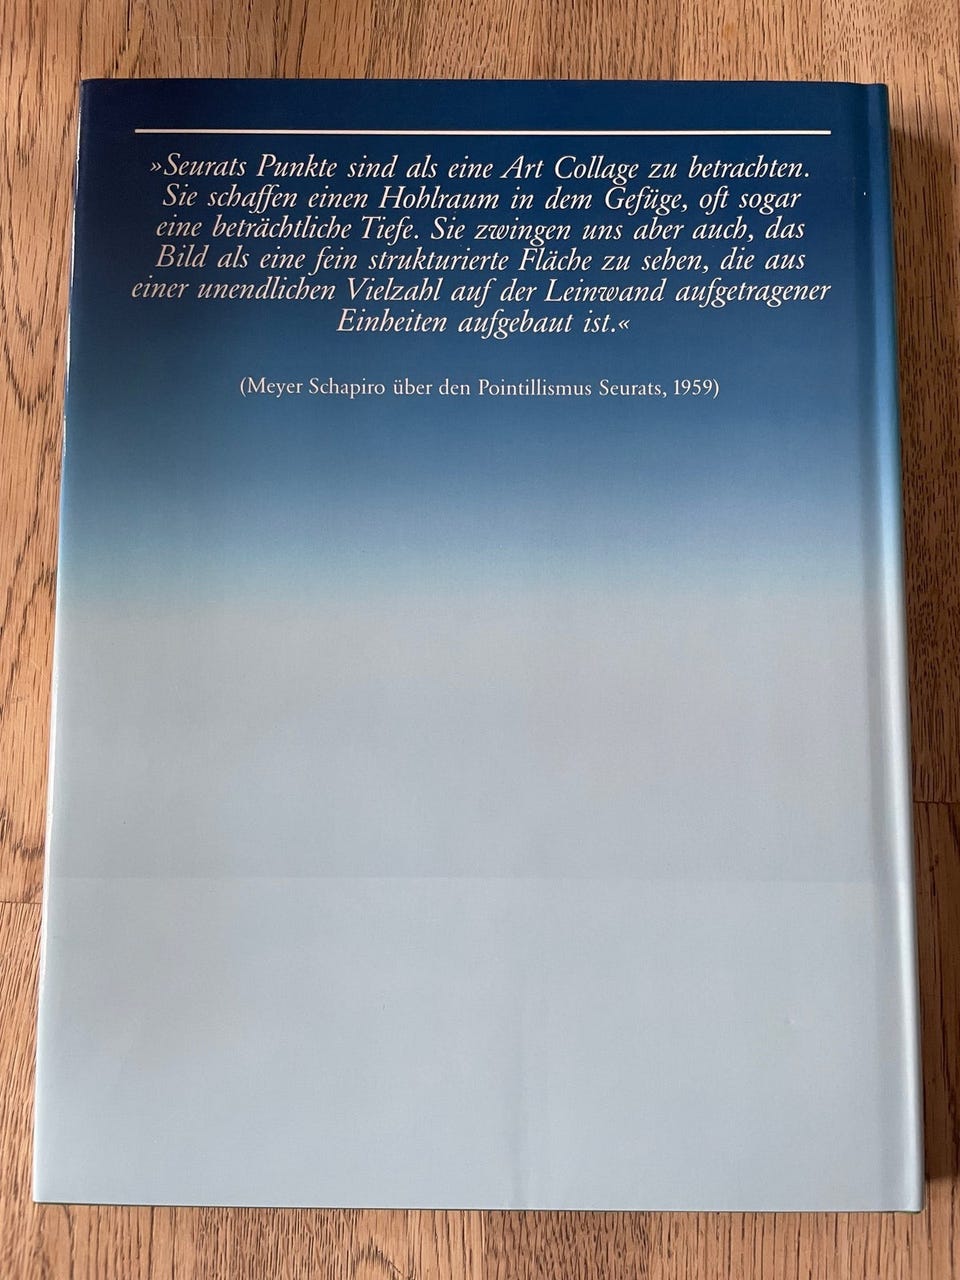 »Seurats Punkte sind als eine Art Collage zu betrachten.
Sie schaffen einen Hohlraum in dem Gefüge, oft sogar
eine beträchtliche Tiefe. Sie zwingen uns aber auch, das
Bild als eine fein strukturierte Fläche zu sehen, die aus
einer unendlichen Vielzahl auf der Leinwand aufgetragener
Einheiten aufgebaut ist.«
(Meyer Schapiro über den Pointillismus Seurats, 1959)